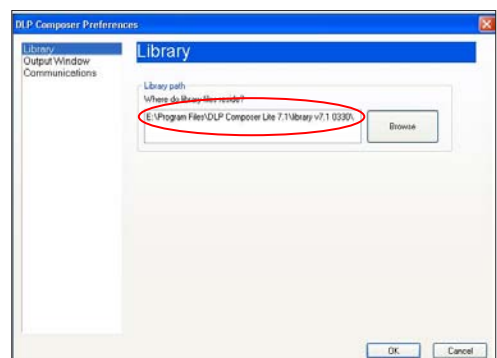 DLP Composer Preferences
Library
Output Window
Communications
Library
Library path
Where do library files reside?
E:\Program Files\DLP Composer Lite 7.1\library v7.1 0330\
Browse
OK
Cancel